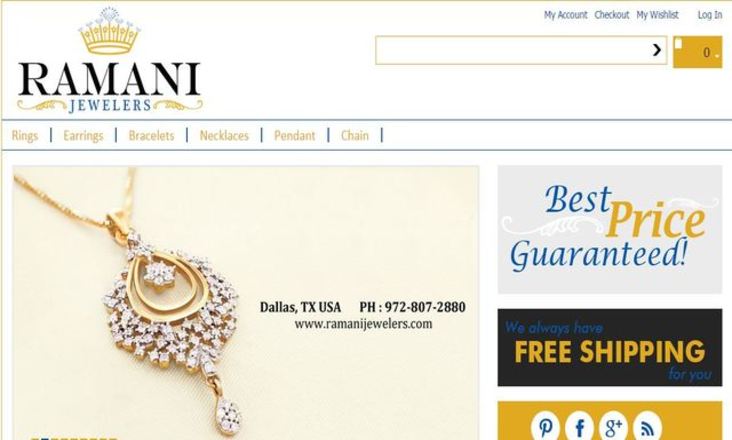 My Account Checkout My Wishlist Log In
0
RAMANI
JEWELERS
Rings Earrings Bracelets Necklaces Pendant Chain
Best
Price
Guaranteed!
Dallas, TX USA PH : 972-807-2880
www.ramanijewelers.com
We always have
FREE SHIPPING
for you